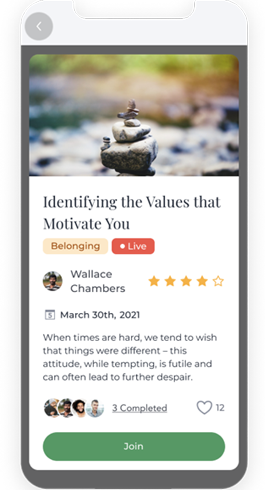 Identifying the Values that
Motivate You
Belonging
Live
Wallace
Chambers
March 30th, 2021
When times are hard, we tend to wish
that things were different – this
attitude, while tempting, is futile and
can often lead to further despair.
3 Completed
12
Join